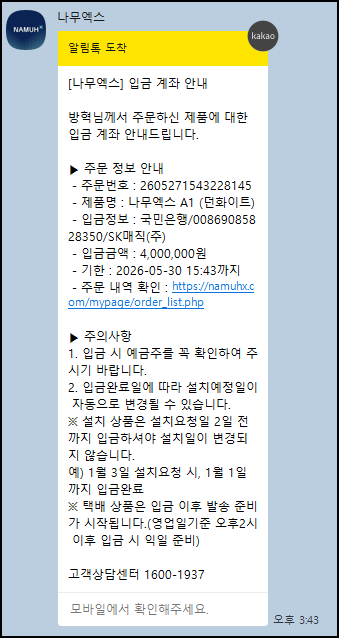 나무엑스
NAMUHX
kakao
알림톡 도착
[나무엑스] 입금 계좌 안내
방혁님께서 주문하신 제품에 대한
입금 계좌 안내드립니다.
▶ 주문 정보 안내
- 주문번호 : 2605271543228145
- 제품명 : 나무엑스 A1 (던화이트)
- 입금정보 : 국민은행/008690858
28350/SK매직(주)
- 입금금액 : 4,000,000원
- 기한 : 2026-05-30 15:43까지
- 주문 내역 확인 : https://namuhx.c
om/mypage/order_list.php
▶ 주의사항
1. 입금 시 예금주를 꼭 확인하여 주
시기 바랍니다.
2. 입금완료일에 따라 설치예정일이
자동으로 변경될 수 있습니다.
※ 설치 상품은 설치요청일 2일 전
까지 입금하셔야 설치일이 변경되
지 않습니다.
예) 1월 3일 설치요청 시, 1월 1일
까지 입금완료
※ 택배 상품은 입금 이후 발송 준비
가 시작됩니다.(영업일기준 오후2시
이후 입금 시 익일 준비)
고객상담센터 1600-1937
모바일에서 확인해주세요.
오후 3:43